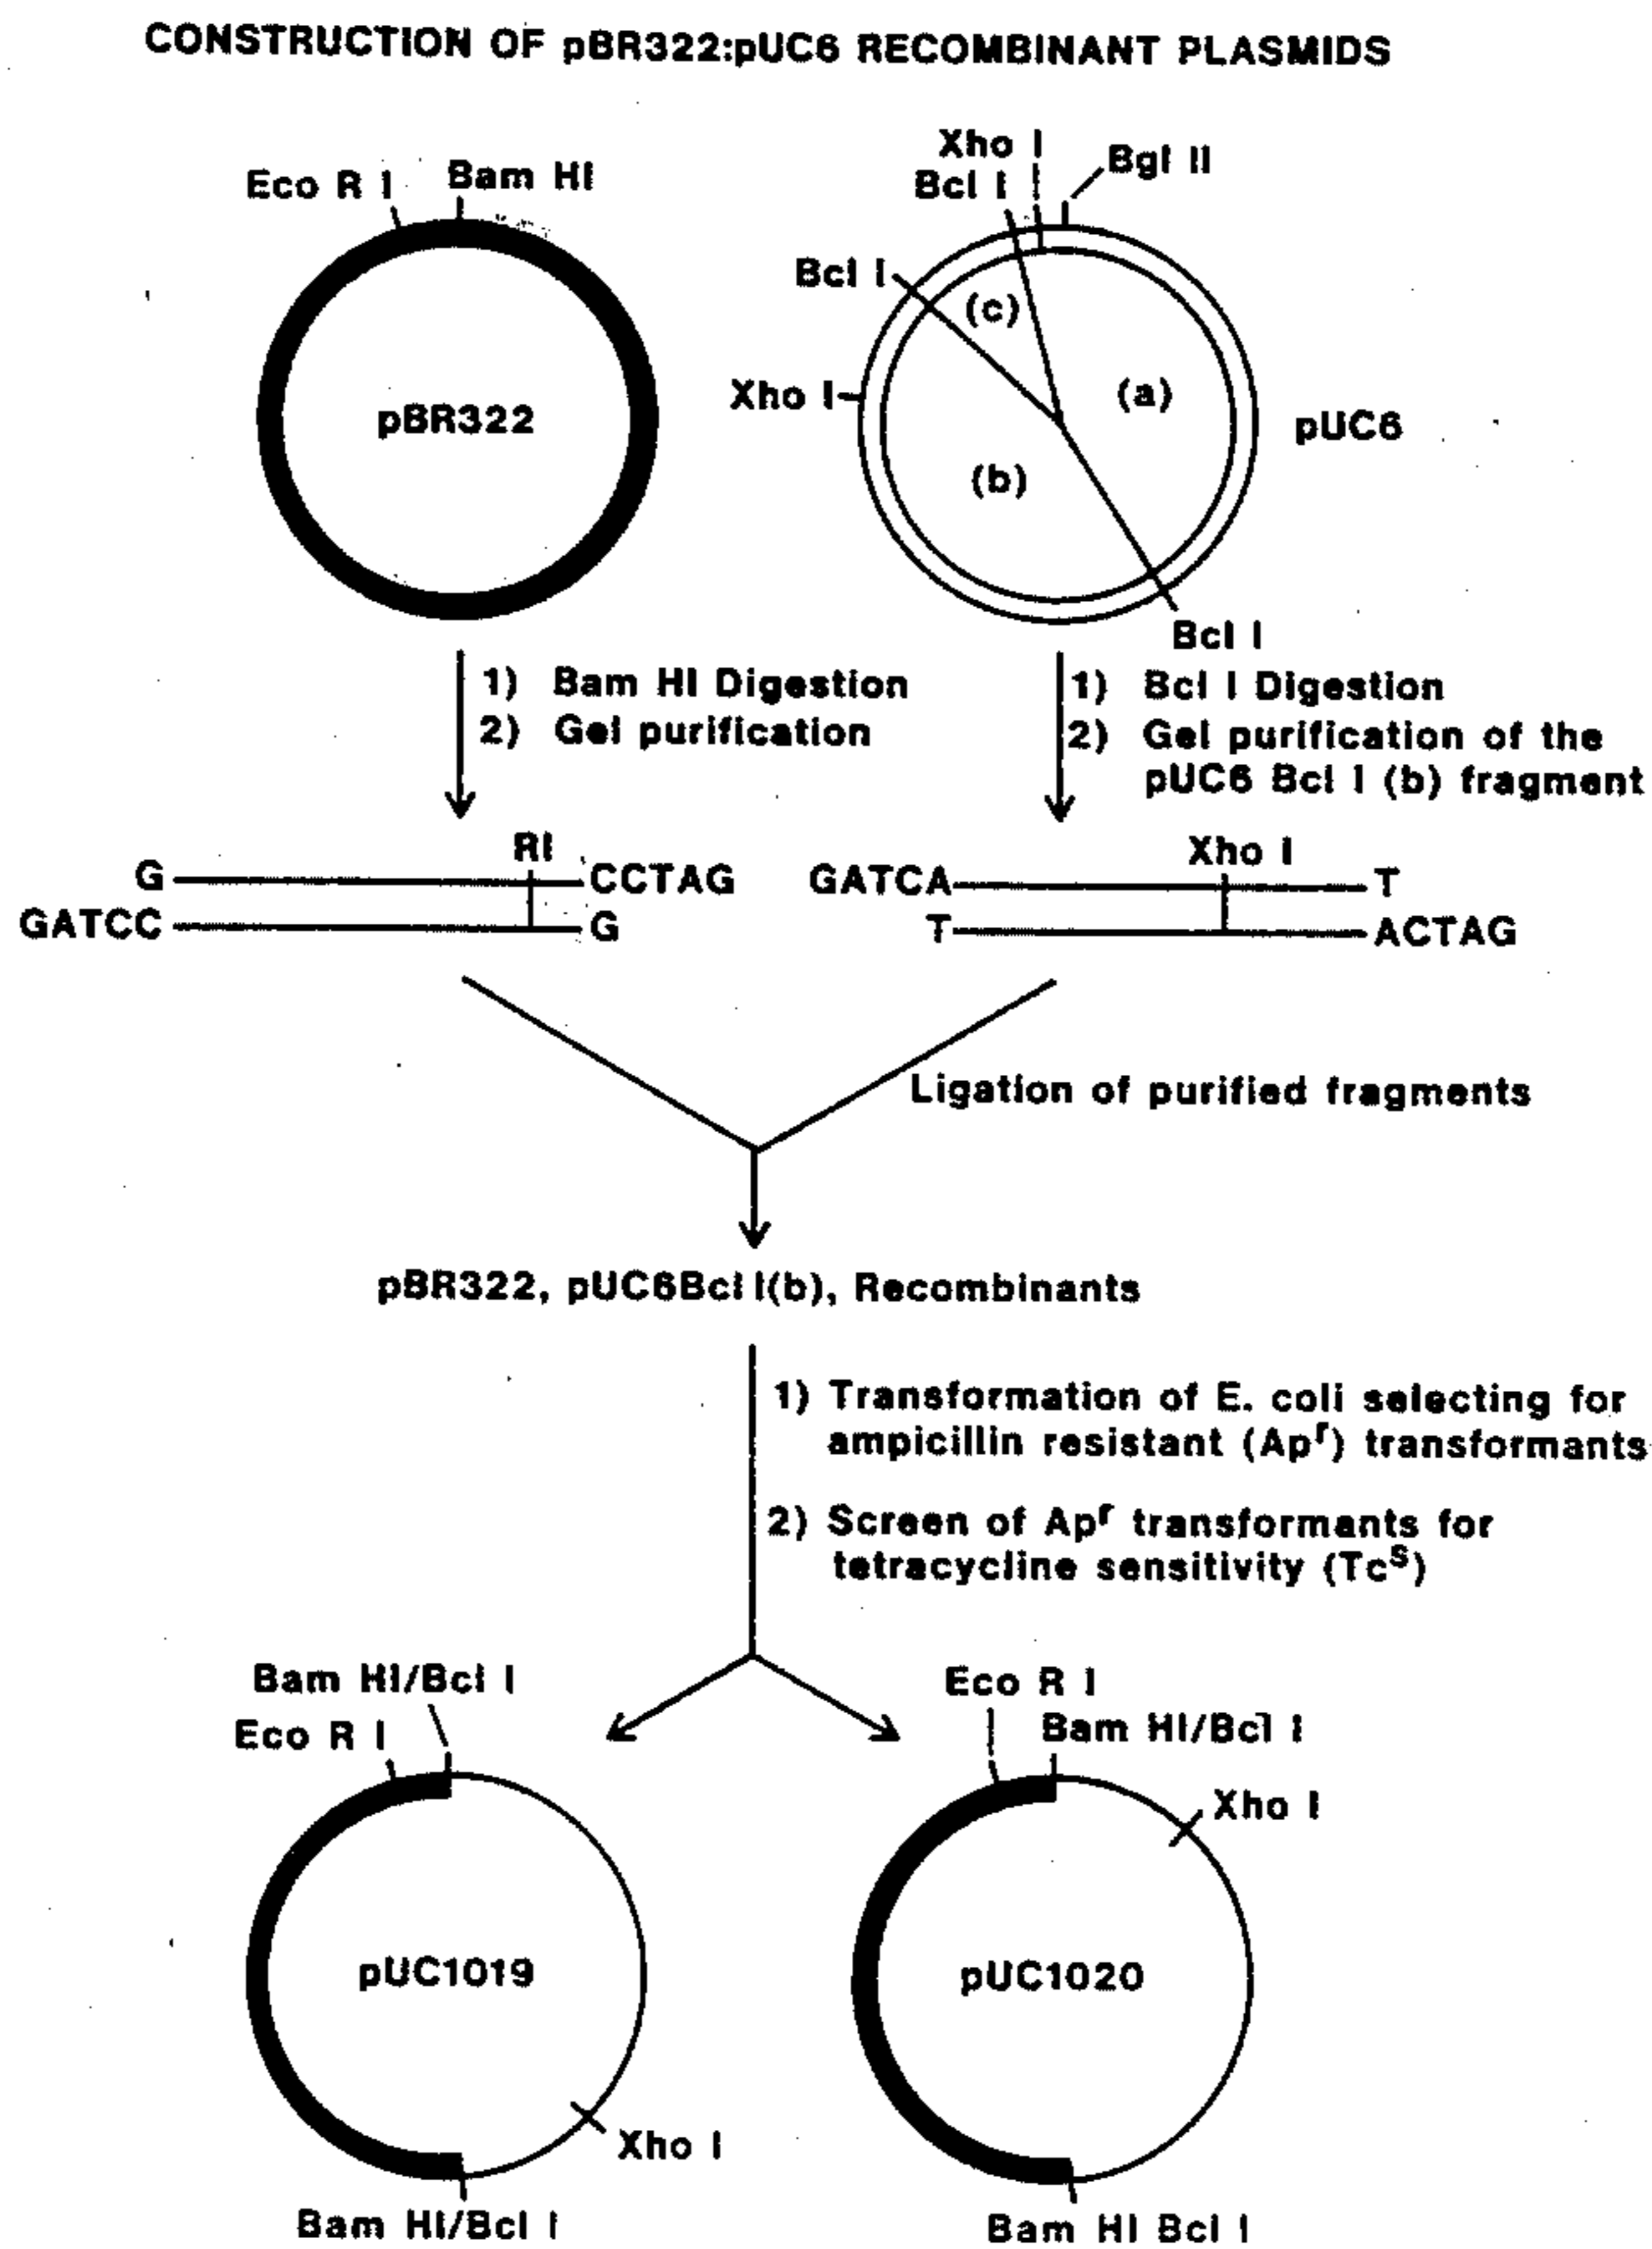 CONSTRUCTION OF pBR322:pUC6 RECOMBINANT PLASMIDS
Eco R I
Bam HI
pBR322
Xho I
Bcl I
Bgl II
Bcl I
(c)
Xho I
(a)
pUC6
(b)
Bcl I
1) Bam HI Digestion
2) Gel purification
1) Bcl I Digestion
2) Gel purification of the
pUC6 Bcl I (b) fragment
RI
G CCTAG
GATCC G
Xho I
GATCA T
T ACTAG
Ligation of purified fragments
pBR322, pUC6Bcl I(b), Recombinants
1) Transformation of E. coli selecting for
ampicillin resistant (Apʳ) transformants
2) Screen of Apʳ transformants for
tetracycline sensitivity (Tcˢ)
Bam HI/Bcl I
Eco R I
pUC1019
Xho I
Bam HI/Bcl I
Eco R I
Bam HI/Bcl I
Xho I
pUC1020
Bam HI Bcl I